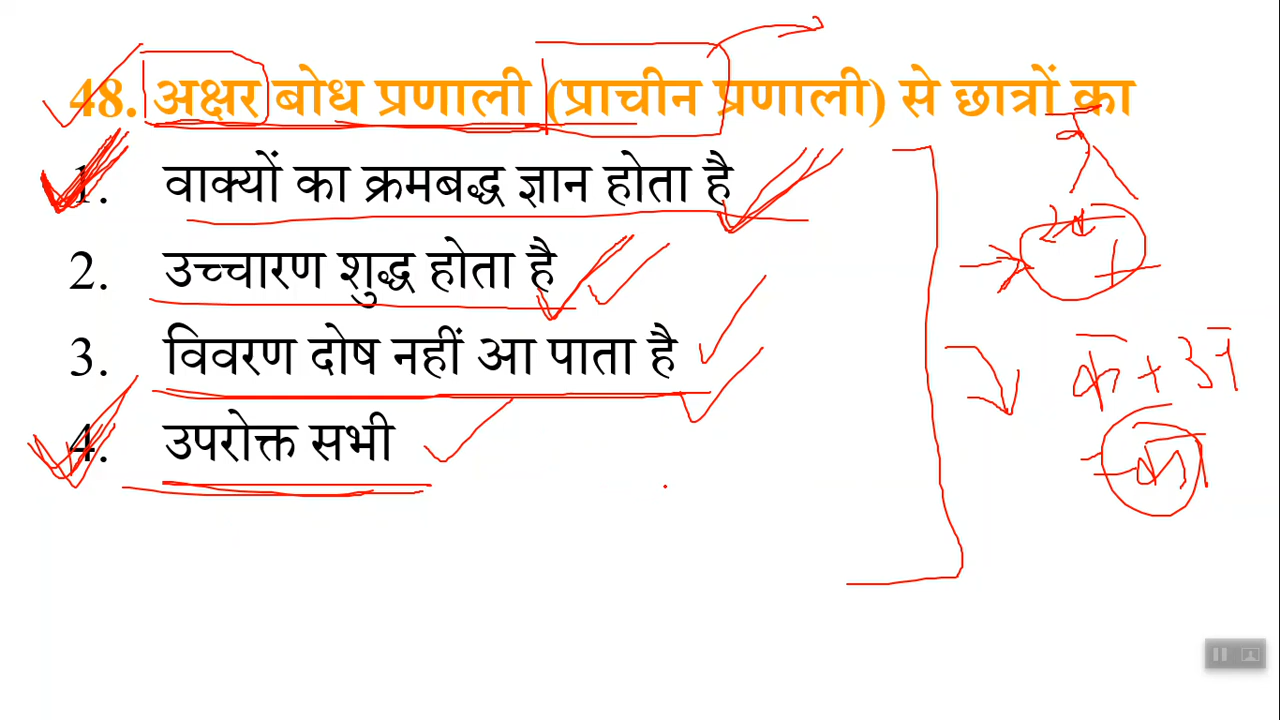 48. अक्षर बोध प्रणाली (प्राचीन प्रणाली) से छात्रों का
1. वाक्यों का क्रमबद्ध ज्ञान होता है
2. उच्चारण शुद्ध होता है
3. विवरण दोष नहीं आ पाता है
4. उपरोक्त सभी